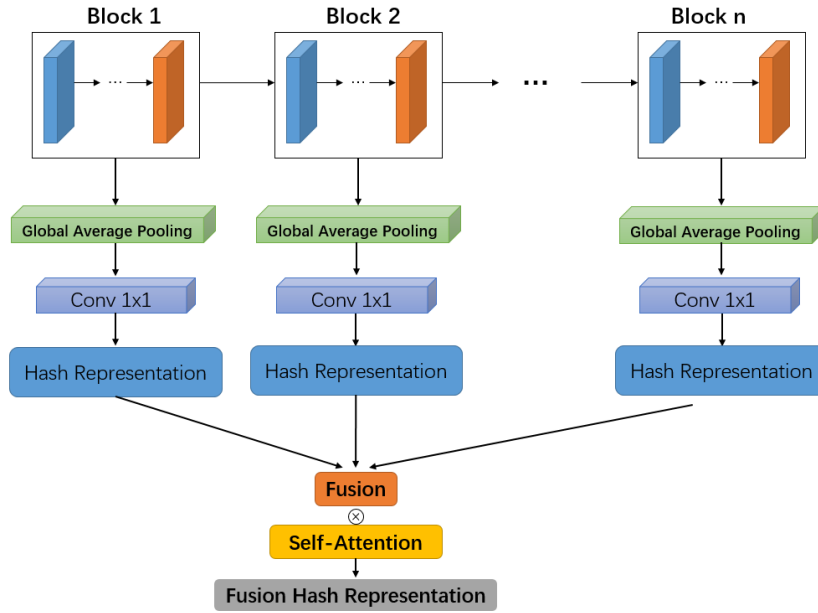 Block 1
Block 2
Block n
... ... ... ...
Global Average Pooling
Global Average Pooling
Global Average Pooling
Conv 1x1
Conv 1x1
Conv 1x1
Hash Representation
Hash Representation
Hash Representation
Fusion
⊗
Self-Attention
Fusion Hash Representation